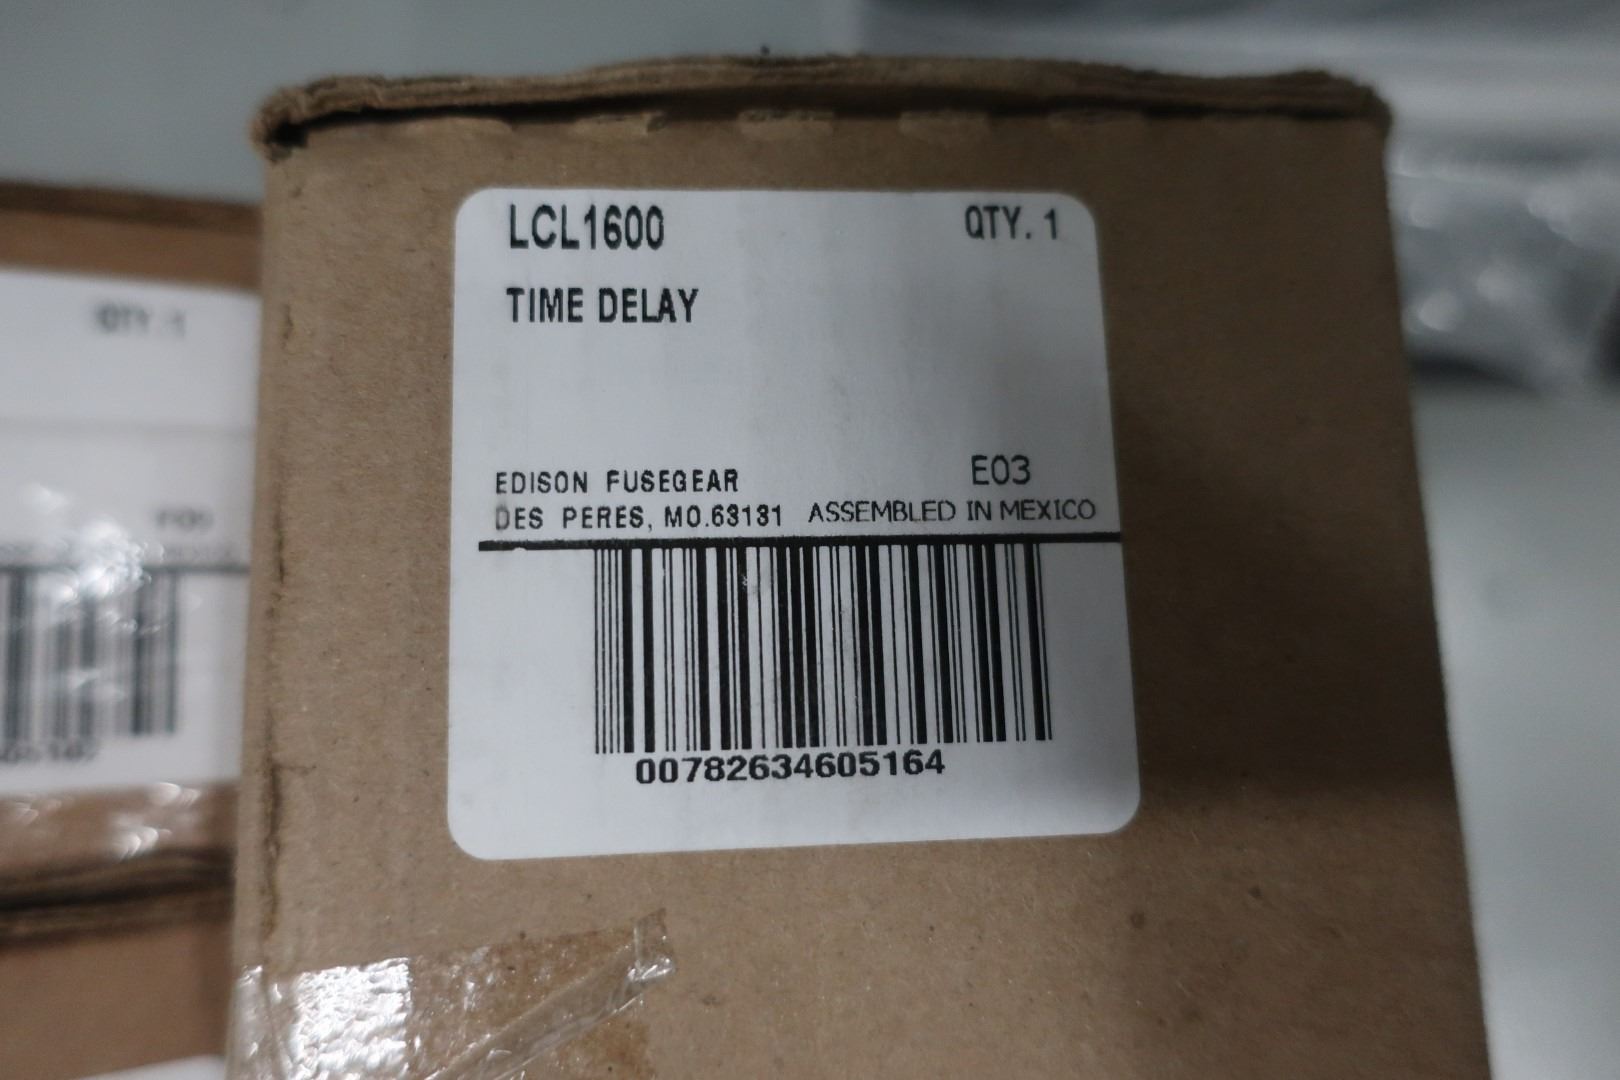 LCL1600 QTY. 1
TIME DELAY
EDISON FUSEGEAR E03
DES PERES, MO.63131 ASSEMBLED IN MEXICO
00782634605164
QTY. 1